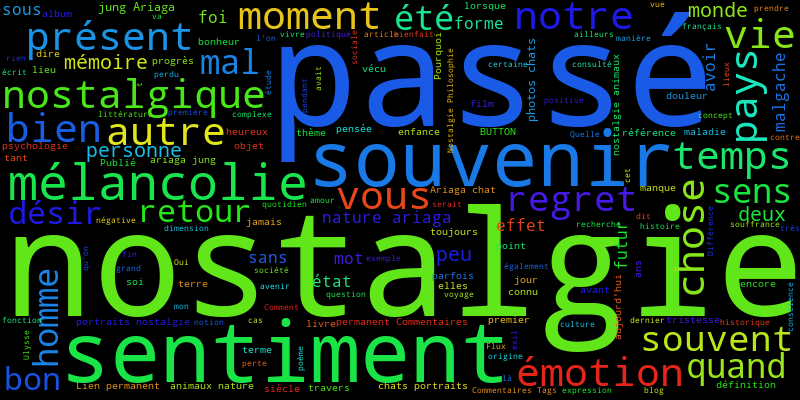 sous
album
jung Ariaga
va
foi
moment
été
lorsque
forme
notre
vue
monde
prendre
français
présent
bonheur
l'on
vivre
politique
article
bienfait
sociale
Pourquoi
ailleurs
manière
vie
rien
dire
mémoire
progrès
mal
passé
certaine
photos chats
consulté
nostalgie animaux
avoir
lieux
pays
malgache
écrit
lieu
perdu
étude
avait
vécu
Nostalgie Philosophie
douleur
nostalgique
pendant
film
positive
littérature
première
complexe
concept
bien
autre
heureux
thème
pensée
enfance
BUTTON
Quelle
référence
maladie
contre
psychologie
personne
objet
souvenir
temps
tant
Publié
ariaga jung
cet
mélancolie
quotidien
amour
vous
Ariaga chat
serait
regret
manque
chose
sens
désir
négative
retour
jamais
nature ariaga
toujours
effet
recherche
dit
histoire
Différence
deux
souffrance
très
dimension
nostalgie
qu'on
fin
grand
Oui
soi
terre
sans
société
avenir
mot
exemple
état
question
peu
parfois
elles
voyage
point
également
jour
connu
avant
futur
ans
aujourd'hui
encore
conscience
homme
mon
Comment
fonction
portraits nostalgie
notion
cas
livre
permanent Commentaires
premier
culture
dernier
tristesse
historique
Ulysse
sentiment
terme
perte
poème
Flux
exil
origine
souvent
bon
Lien permanent
animaux nature
siècle
travers
chats portraits
là
émotion
quand
Commentaires Tags
expression
blog
définition